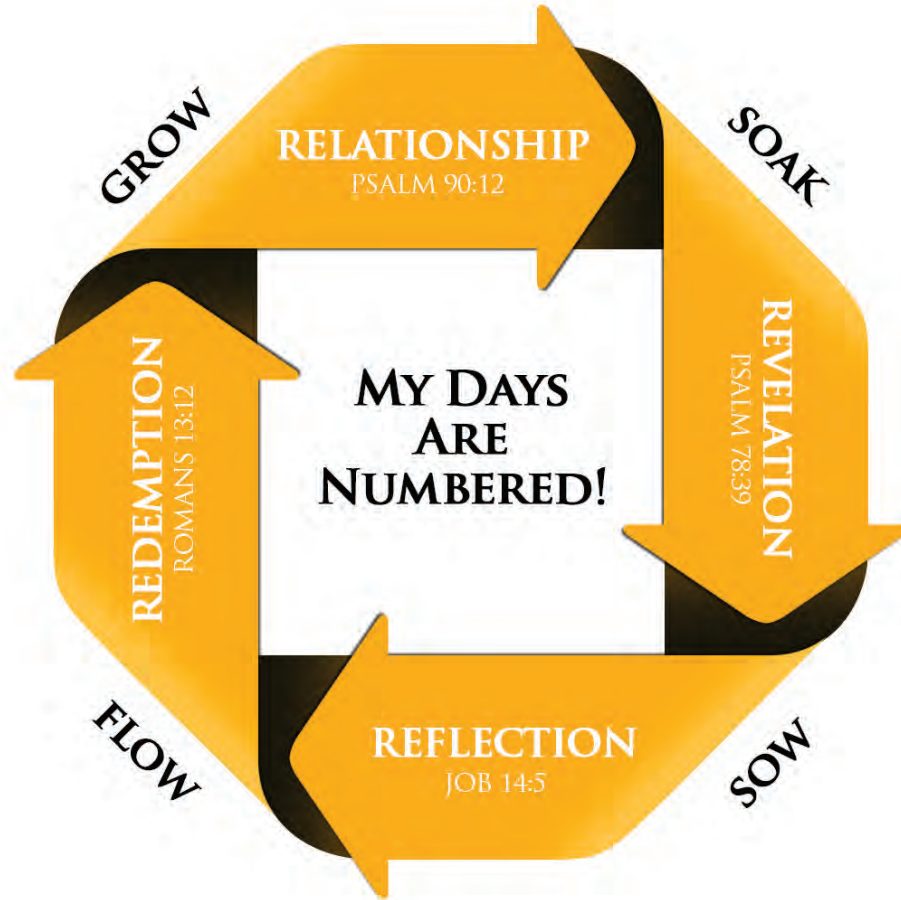 GROW
RELATIONSHIP
PSALM 90:12
SOAK
REVELATION
PSALM 78:39
MY DAYS
ARE
NUMBERED!
REDEMPTION
ROMANS 13:12
REFLECTION
JOB 14:5
FLOW
SOW